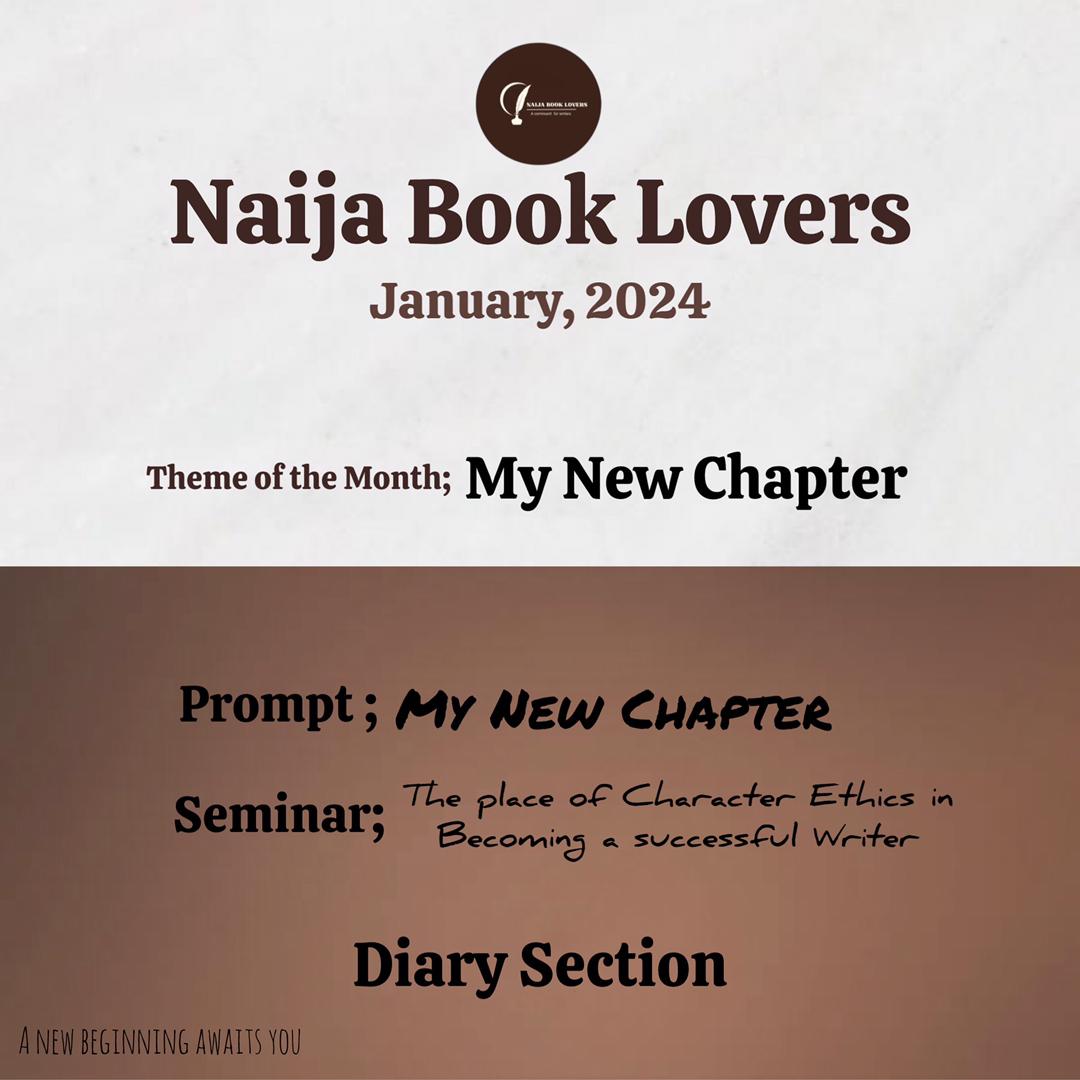 NAIJA BOOK LOVERS
Naija Book Lovers
January, 2024
Theme of the Month; My New Chapter
Prompt ; My New Chapter
Seminar; The place of Character Ethics in
Becoming a successful Writer
Diary Section
A NEW BEGINNING AWAITS YOU